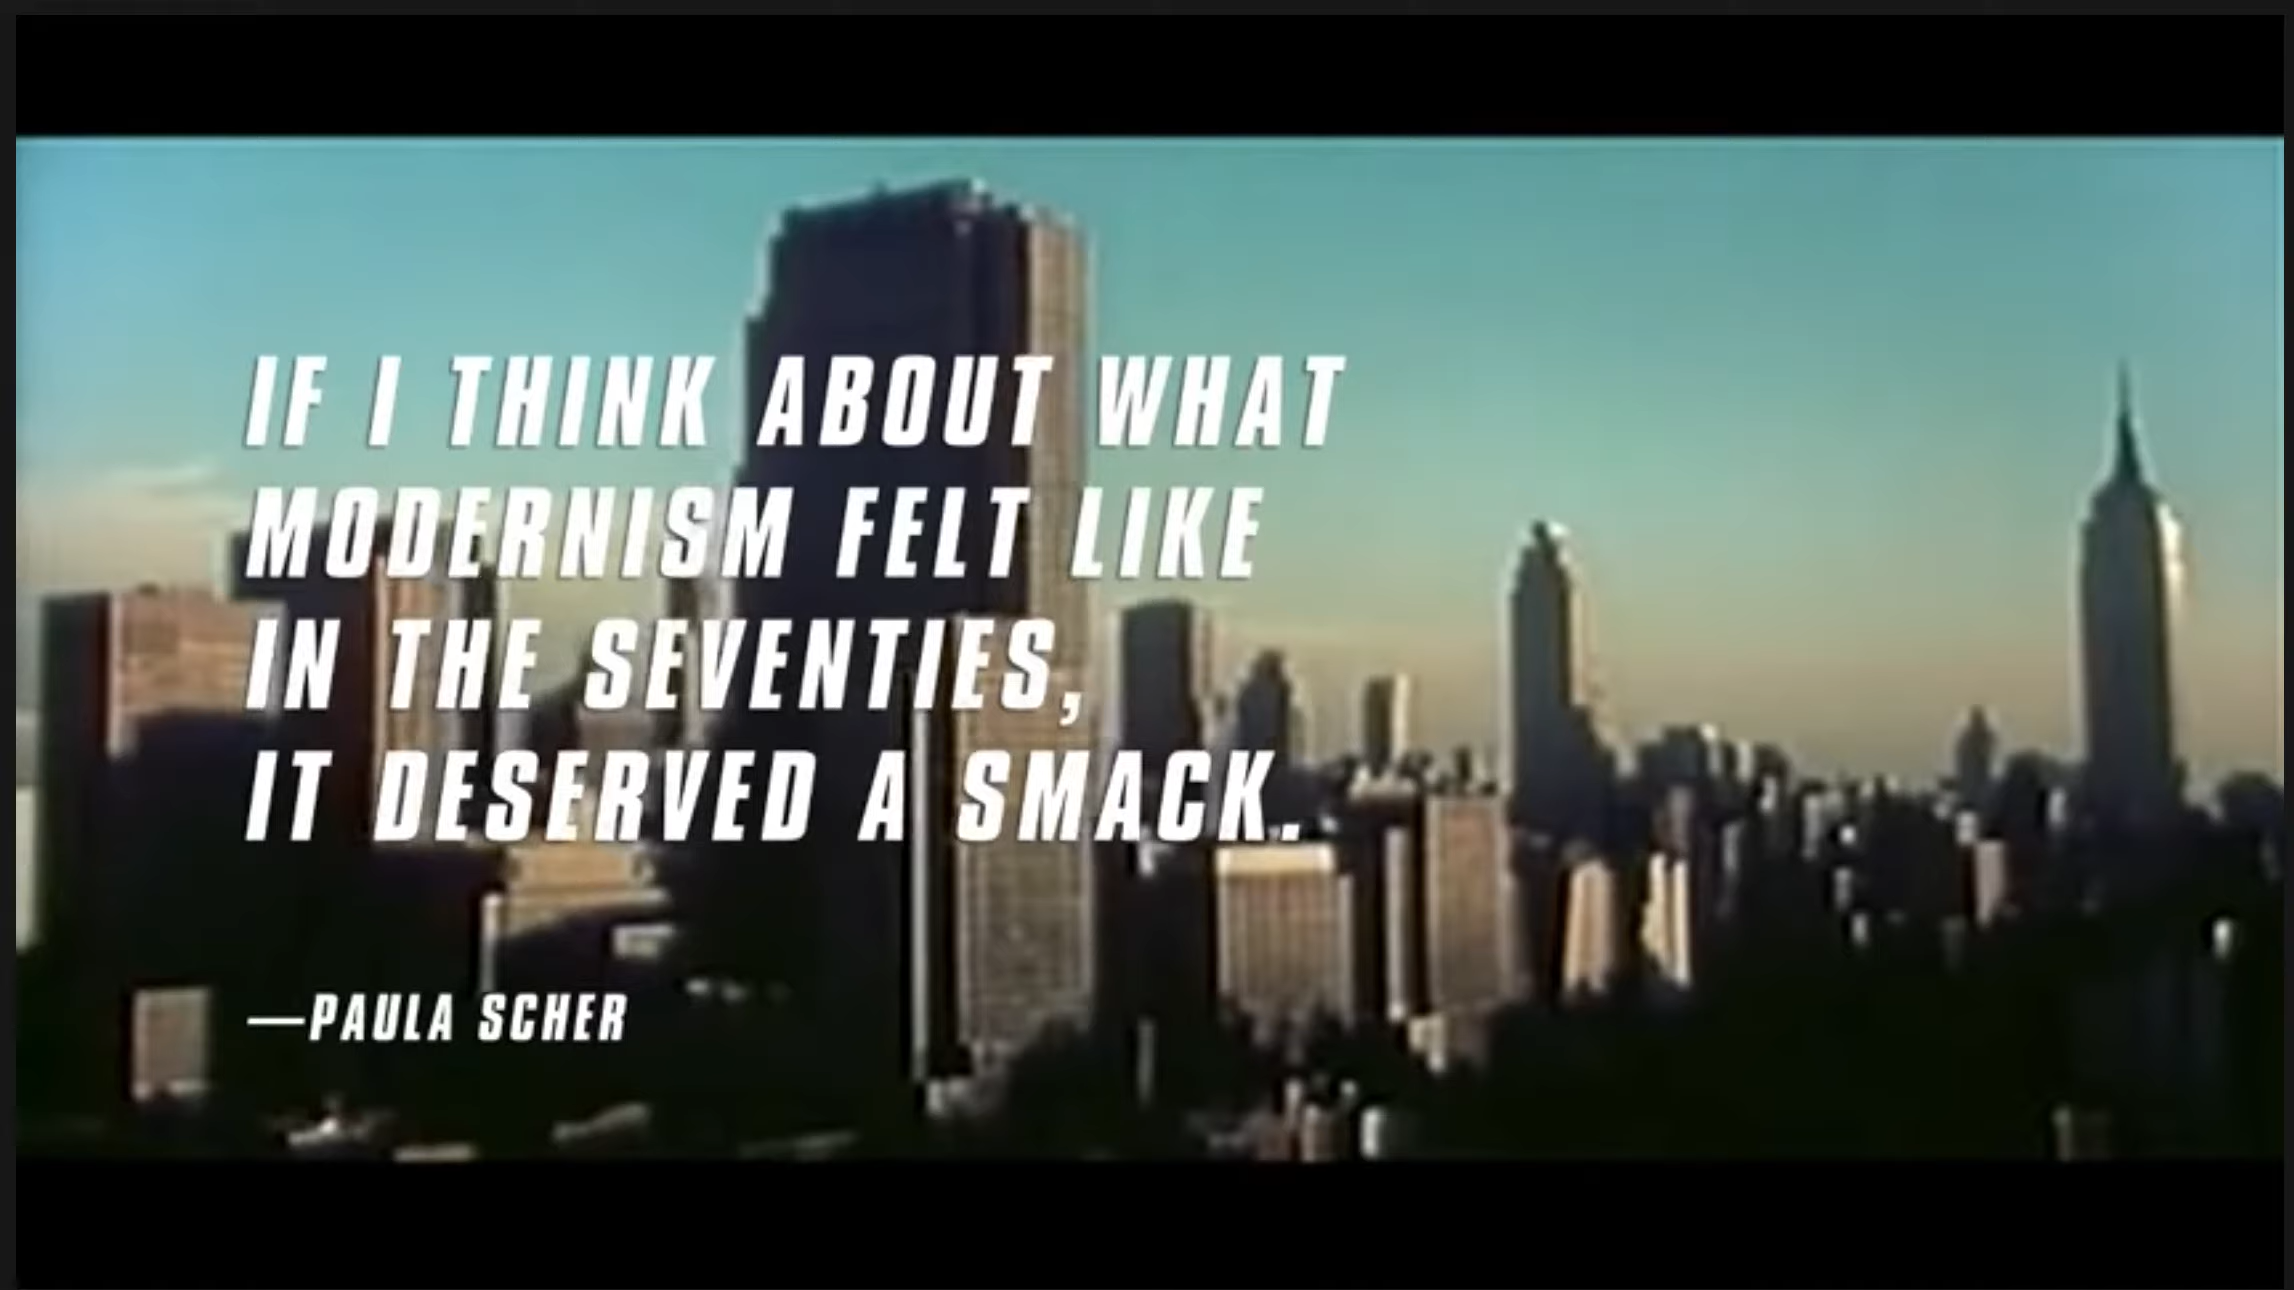 IF I THINK ABOUT WHAT
MODERNISM FELT LIKE
IN THE SEVENTIES,
IT DESERVED A SMACK.
—PAULA SCHER